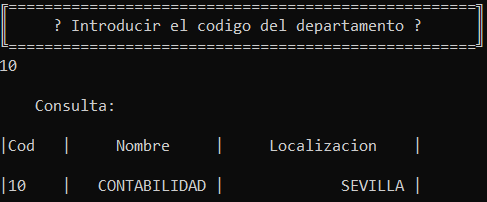 ? Introducir el codigo del departamento ?
10
Consulta:
|Cod | Nombre | Localizacion |
|10 | CONTABILIDAD | SEVILLA |